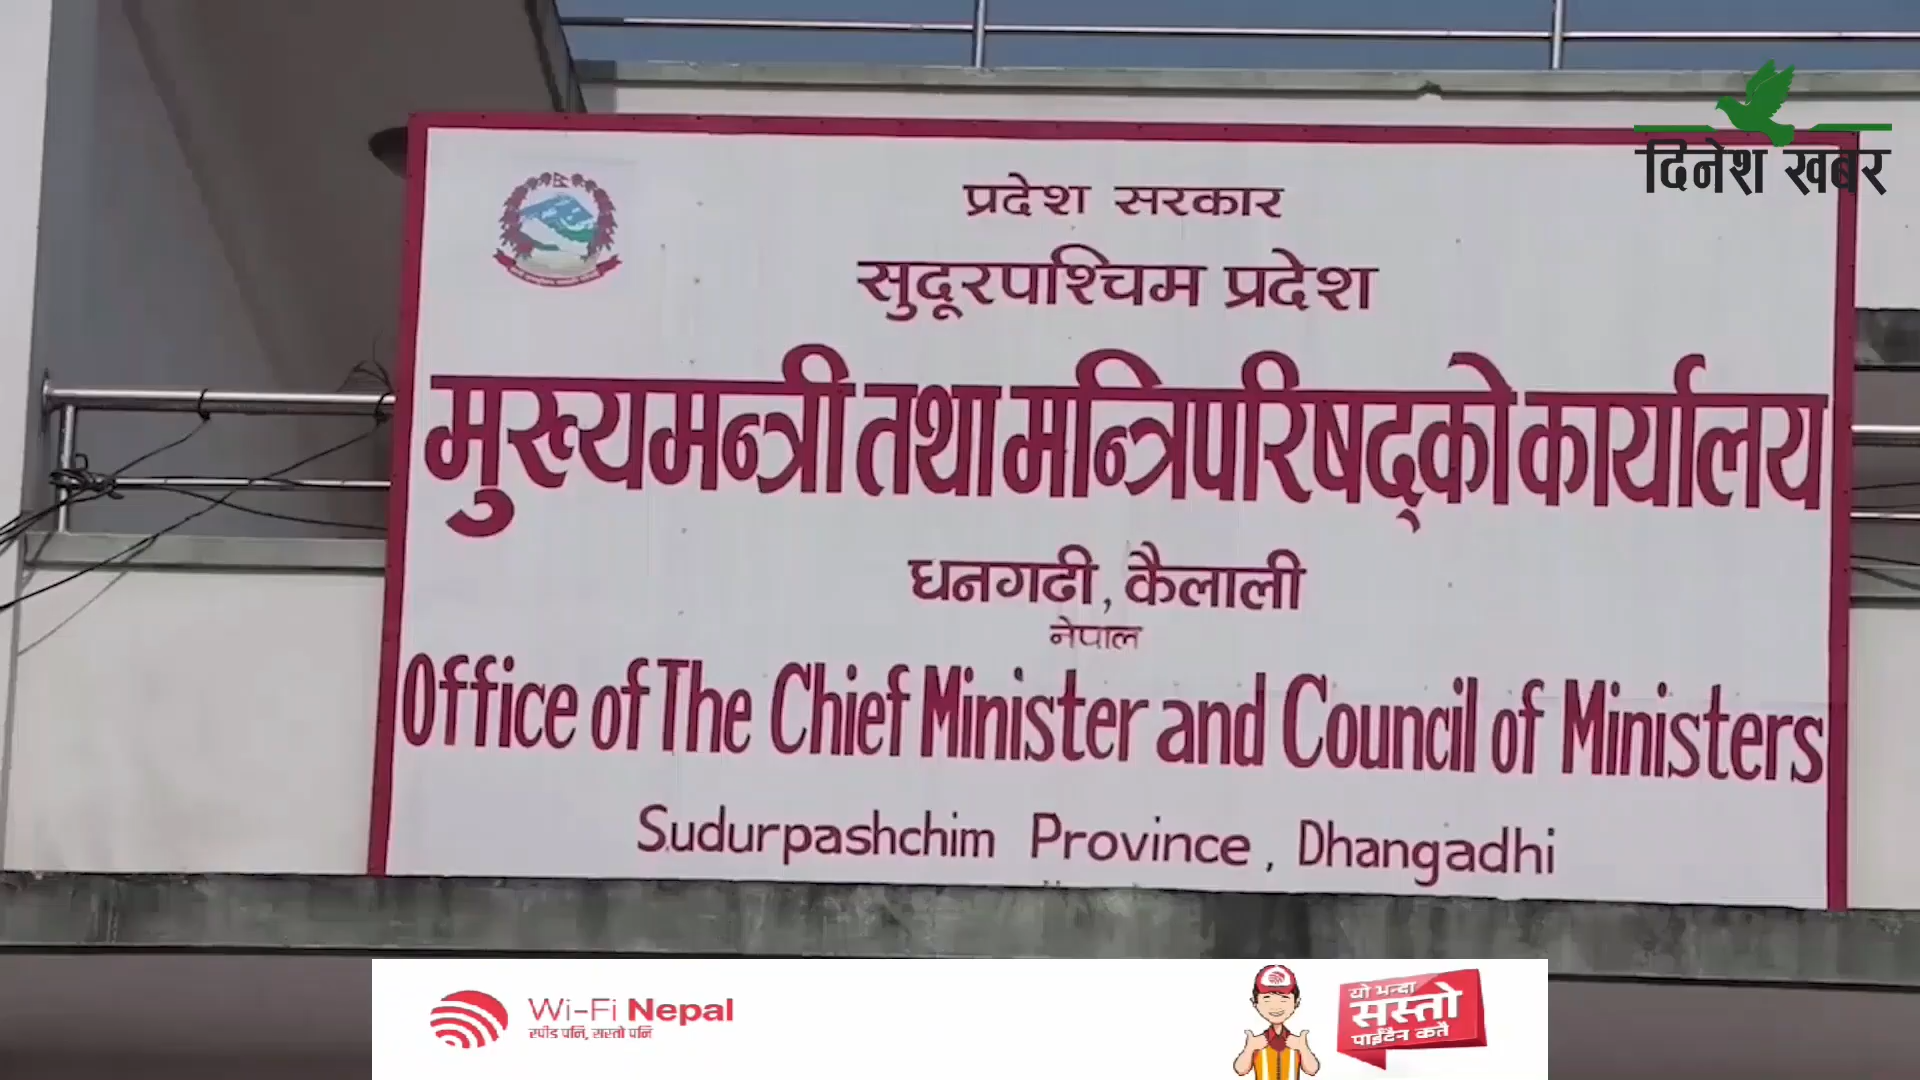 दिनेश खबर
प्रदेश सरकार
सुदूरपश्चिम प्रदेश
मुख्यमन्त्री तथा मन्त्रिपरिषद्को कार्यालय
धनगढी, कैलाली
नेपाल
Office of The Chief Minister and Council of Ministers
Sudurpashchim Province, Dhangadhi
Wi-Fi Nepal
स्पीड पनि, सस्तो पनि
यो भन्दा
सस्तो
पाईदैन कतै